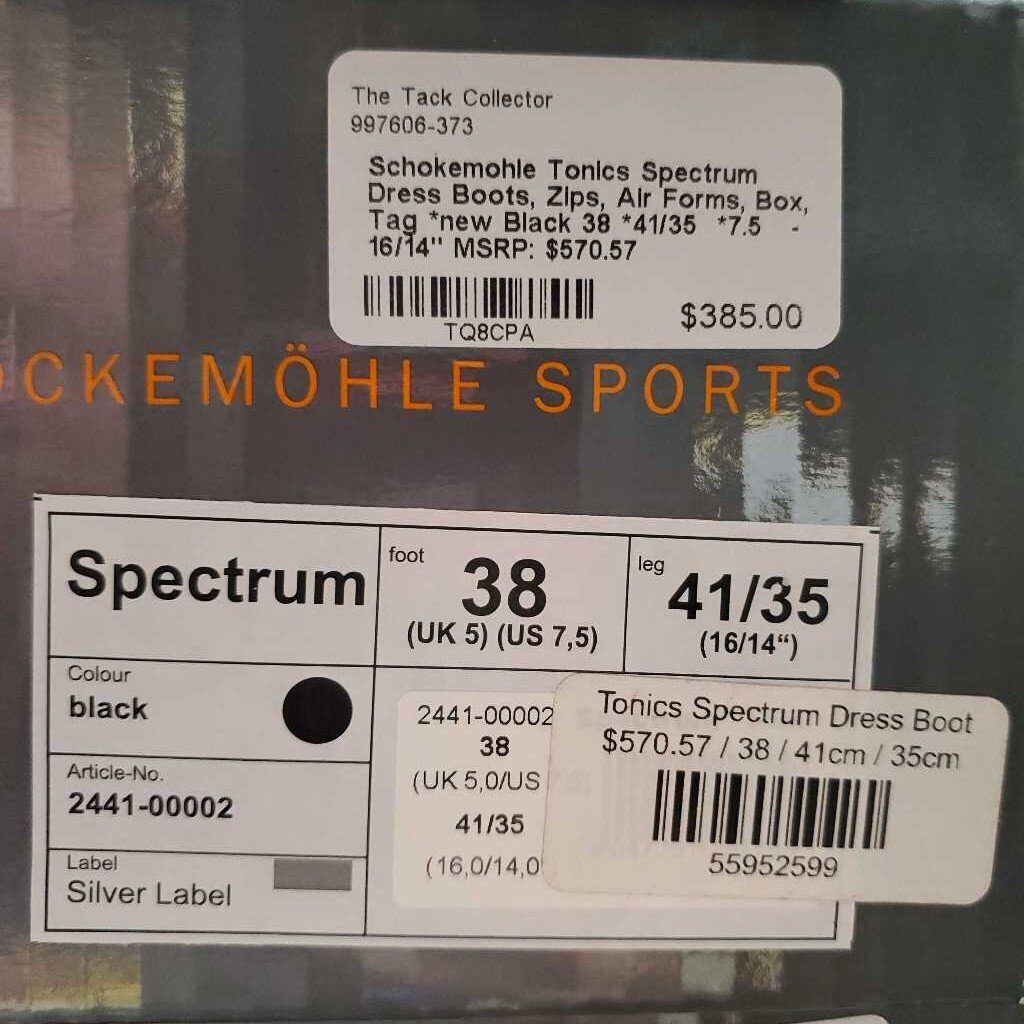 The Tack Collector
997606-373
Schokemohle Tonics Spectrum
Dress Boots, Zips, Air Forms, Box,
Tag *new Black 38 *41/35 *7.5 -
16/14" MSRP: $570.57
TQ8CPA
$385.00
CKEMÖHLE SPORTS
Spectrum
foot
38
(UK 5) (US 7,5)
leg
41/35
(16/14“)
Colour
black
Article-No.
2441-00002
Label
Silver Label
2441-00002
38
(UK 5,0/US
41/35
(16,0/14,0
Tonics Spectrum Dress Boot
$570.57 / 38 / 41cm / 35cm
55952599